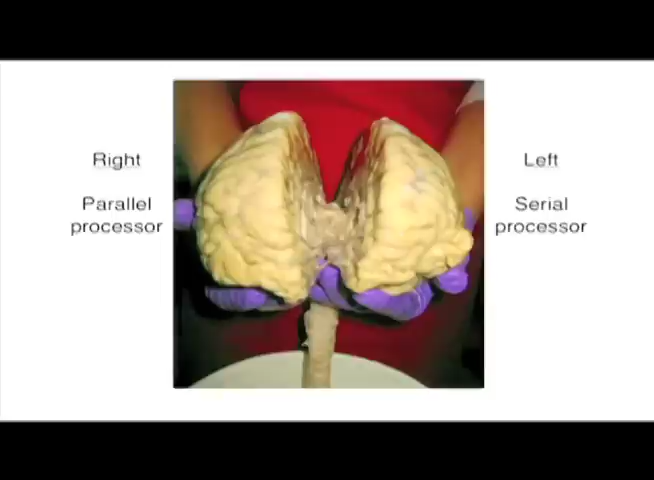 Right
Parallel
processor
Left
Serial
processor